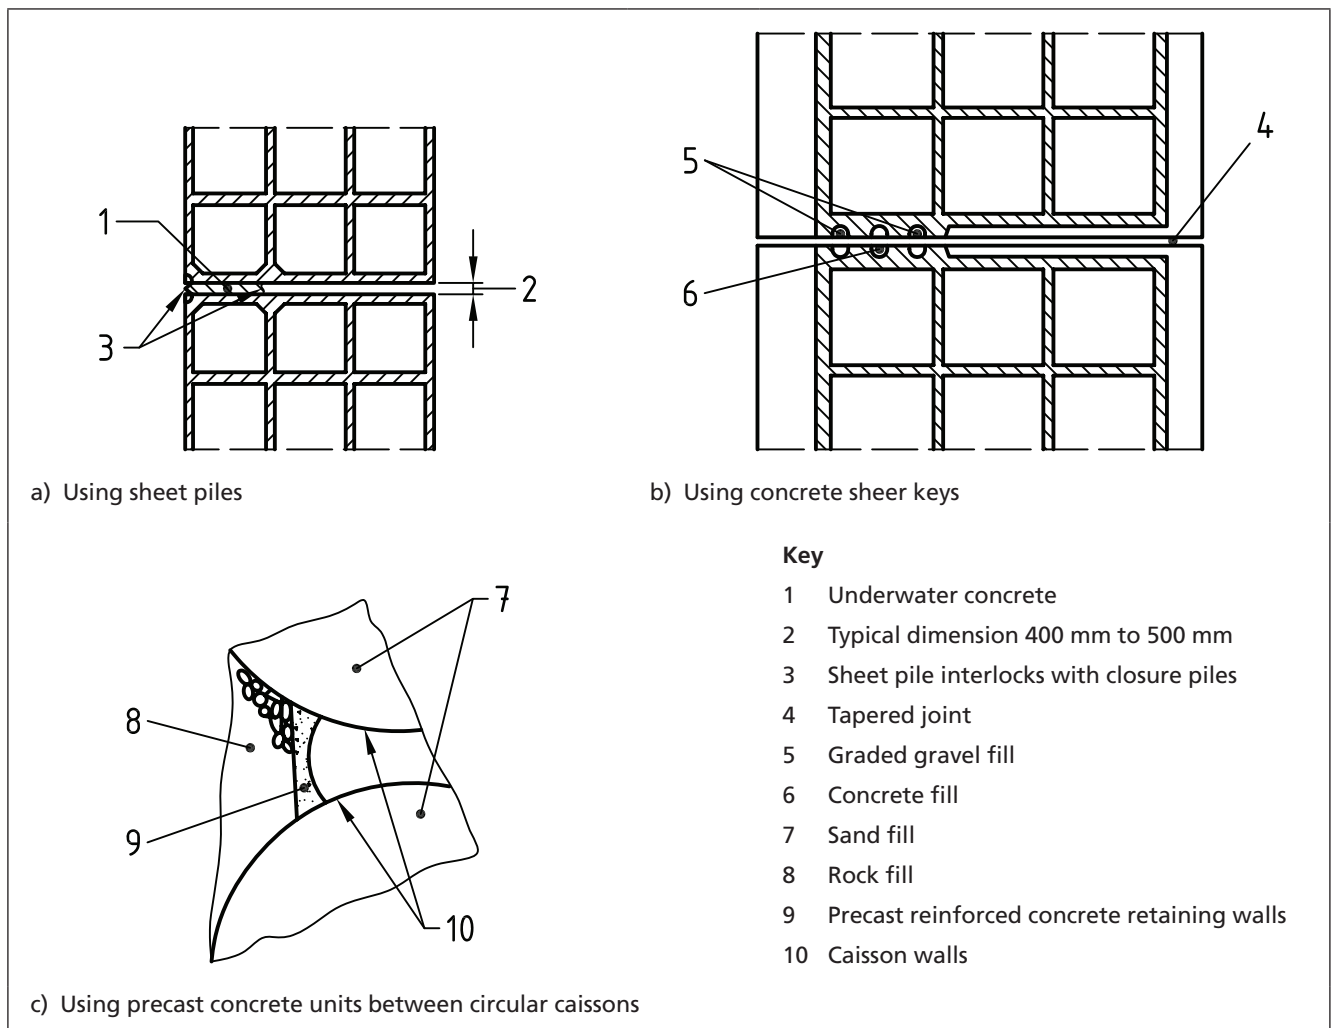 1
2
3
a) Using sheet piles
4
5
6
b) Using concrete sheer keys
7
8
9
10
c) Using precast concrete units between circular caissons
Key
1 Underwater concrete
2 Typical dimension 400 mm to 500 mm
3 Sheet pile interlocks with closure piles
4 Tapered joint
5 Graded gravel fill
6 Concrete fill
7 Sand fill
8 Rock fill
9 Precast reinforced concrete retaining walls
10 Caisson walls